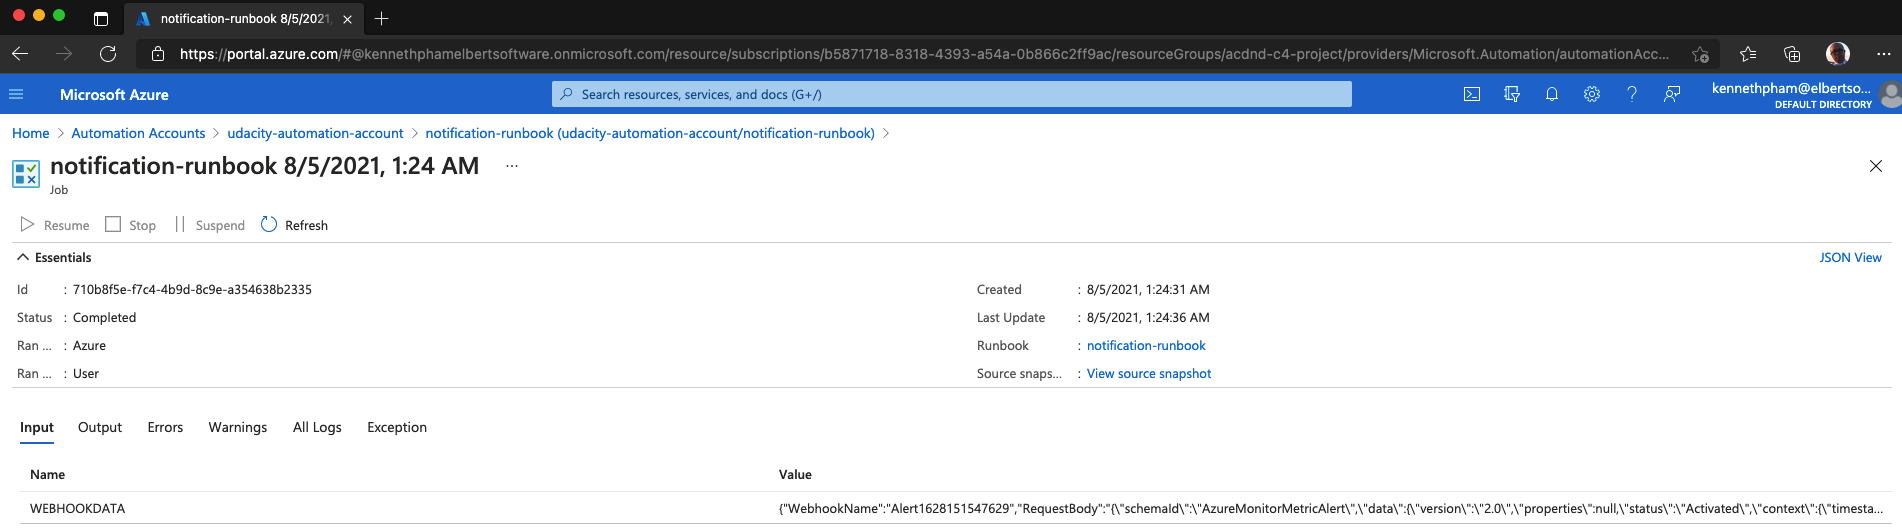 notification-runbook 8/5/2021,
https://portal.azure.com/#@kennethphamelbertsoftware.onmicrosoft.com/resource/subscriptions/b5871718-8318-4393-a54a-0b866c2ff9ac/resourceGroups/acdnd-c4-project/providers/Microsoft.Automation/automationAcc...
Microsoft Azure
Search resources, services, and docs (G+/)
kennethpham@elbertso...
DEFAULT DIRECTORY
Home > Automation Accounts > udacity-automation-account > notification-runbook (udacity-automation-account/notification-runbook) >
notification-runbook 8/5/2021, 1:24 AM ...
Job
Resume Stop Suspend Refresh
Essentials JSON View
Id : 710b8f5e-f7c4-4b9d-8c9e-a354638b2335 Created : 8/5/2021, 1:24:31 AM
Status : Completed Last Update : 8/5/2021, 1:24:36 AM
Ran ... : Azure Runbook : notification-runbook
Ran ... : User Source snaps... : View source snapshot
Input Output Errors Warnings All Logs Exception
Name Value
WEBHOOKDATA {"WebhookName":"Alert1628151547629","RequestBody":"{\"schemaId\":\"AzureMonitorMetricAlert\",\"data\":{\"version\":\"2.0\",\"properties\":null,\"status\":\"Activated\",\"context\":{\"timesta...